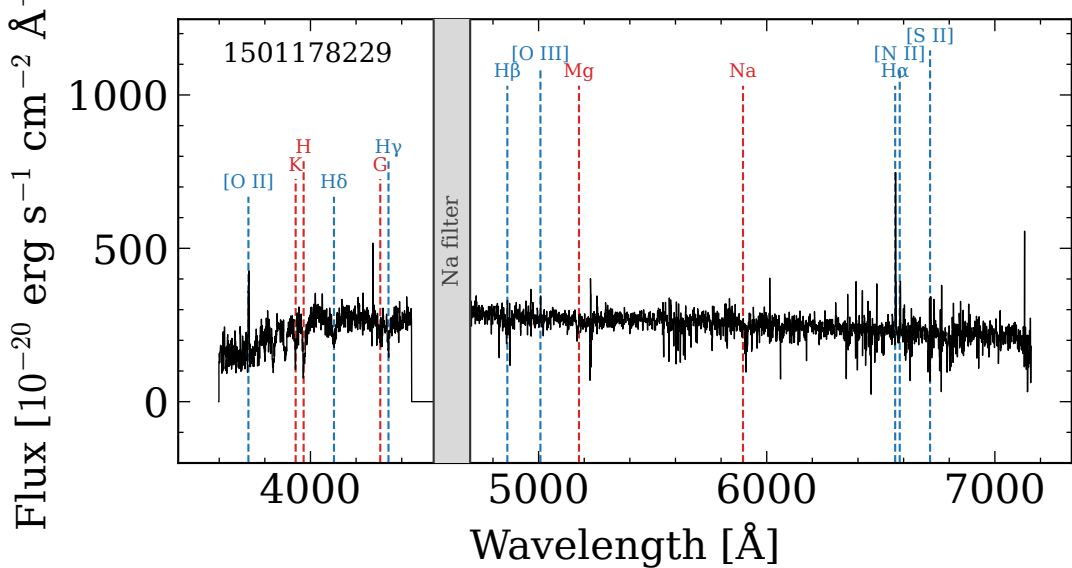 1501178229
[O II]
K
H
Hδ
G
Hγ
Na filter
Hβ
[O III]
Mg
Na
Hα
[N II]
[S II]
0
500
1000
4000
5000
6000
7000
Wavelength [Å]
Flux [10⁻²⁰ erg s⁻¹ cm⁻² Å⁻